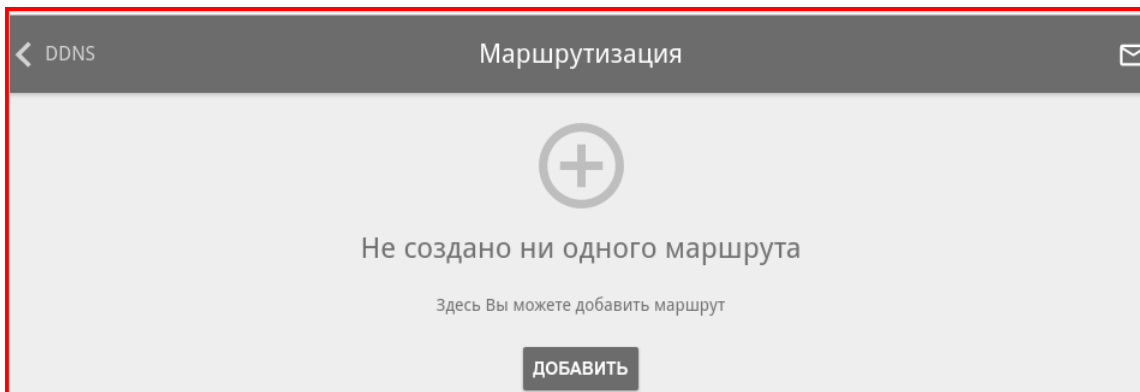 DDNS
Маршрутизация
Не создано ни одного маршрута
Здесь Вы можете добавить маршрут
ДОБАВИТЬ